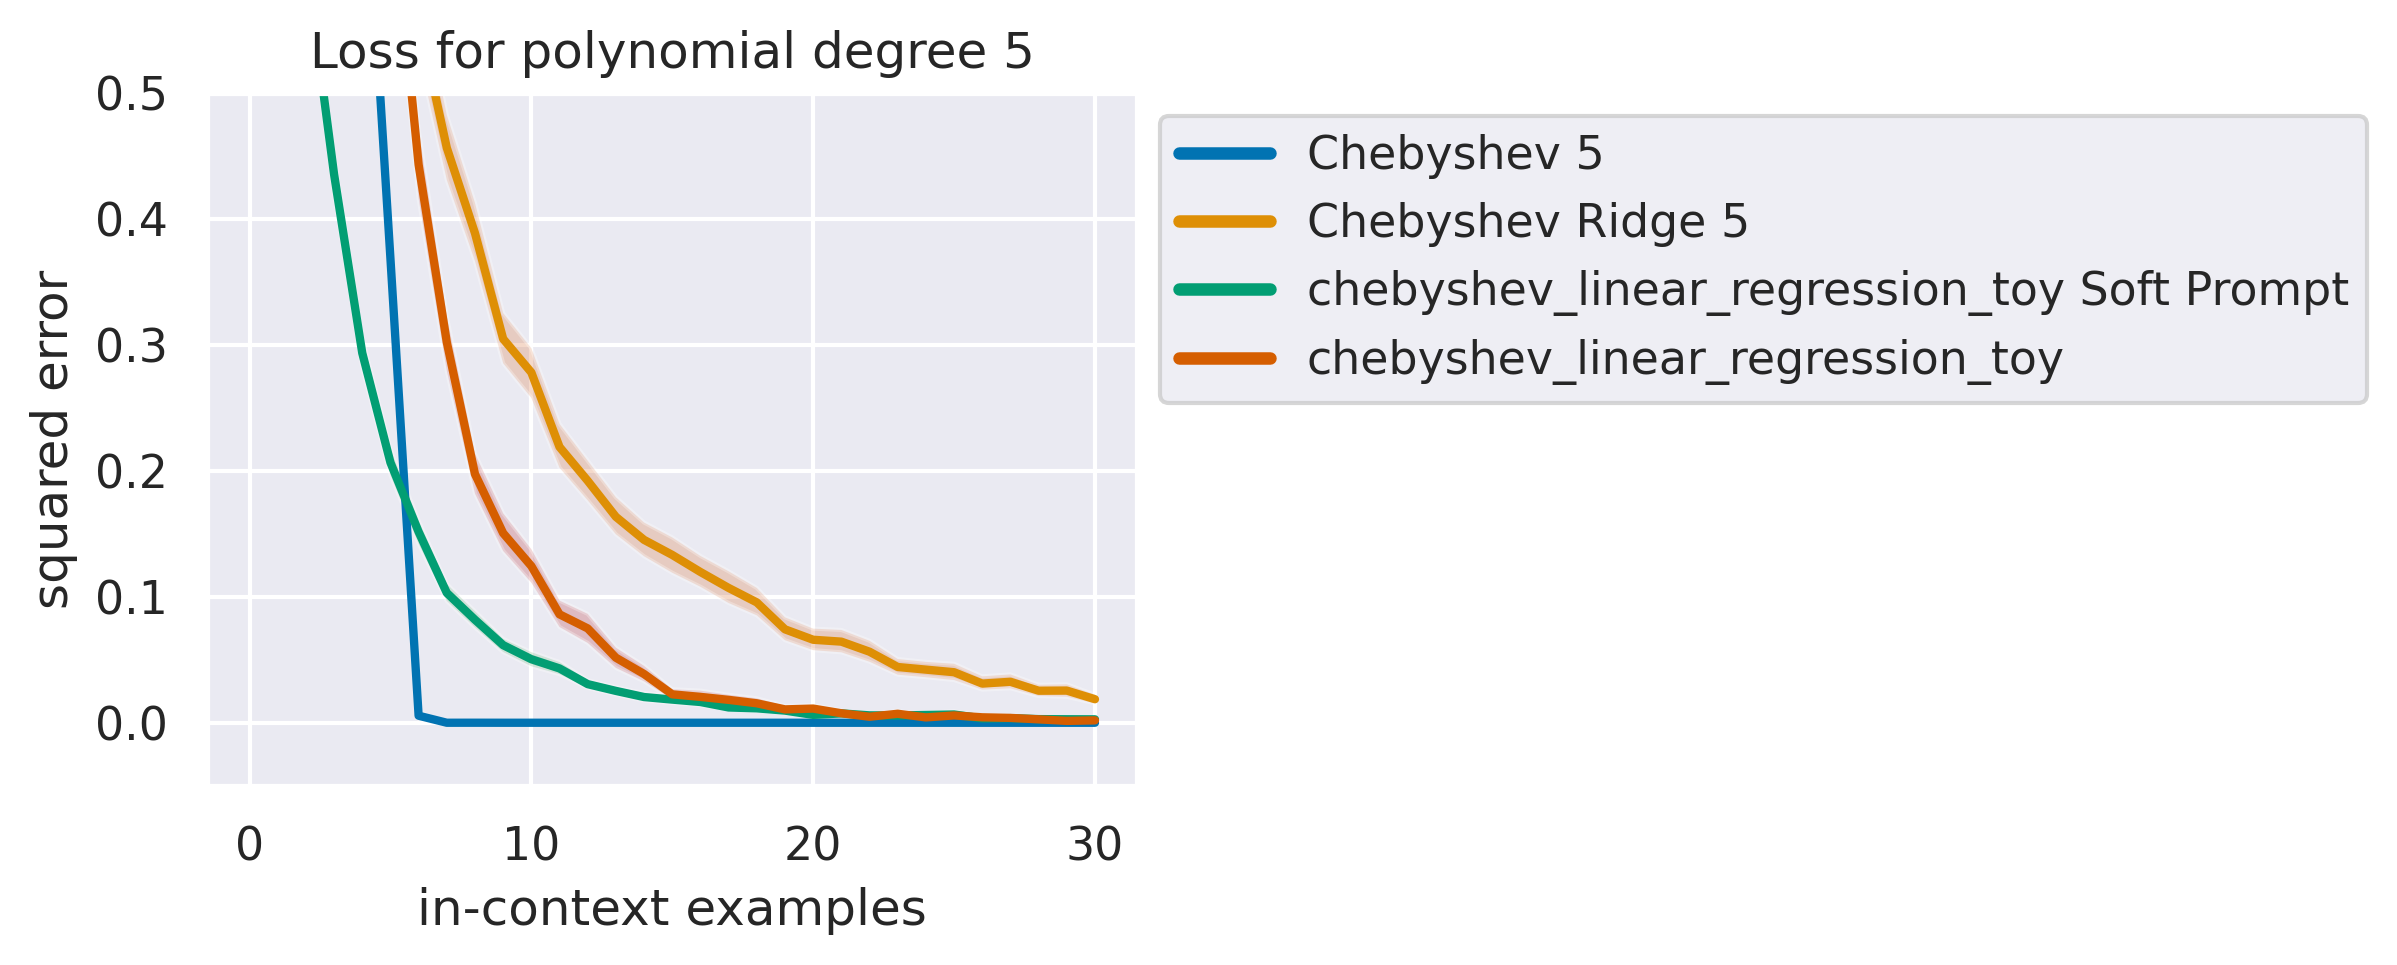 Loss for polynomial degree 5
0.5
0.4
0.3
0.2
0.1
0.0
squared error
0
10
20
30
in-context examples
Chebyshev 5
Chebyshev Ridge 5
chebyshev_linear_regression_toy Soft Prompt
chebyshev_linear_regression_toy